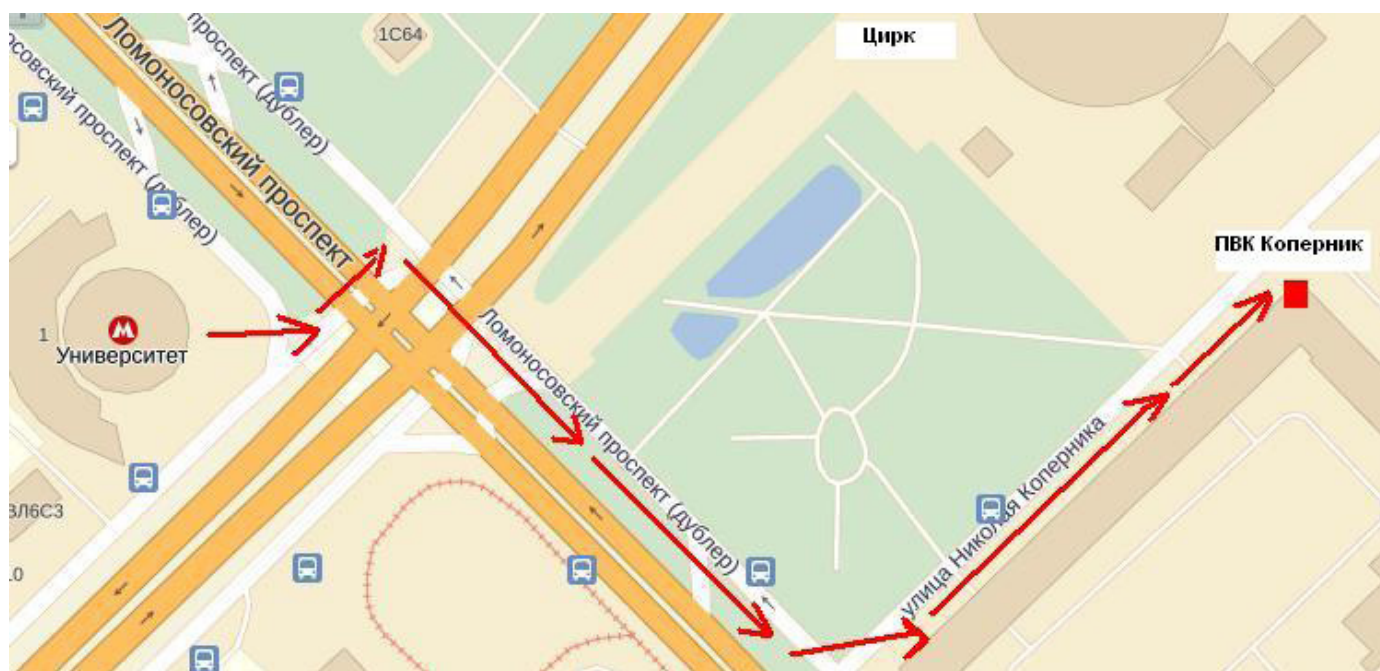 1С64
Цирк
Ломоносовский проспект
проспект (дублер)
осовский проспект (дублер)
ПВК Коперник
1
Университет
Ломоносовский проспект (дублер)
улица Николая Коперника
3Л6С3
10